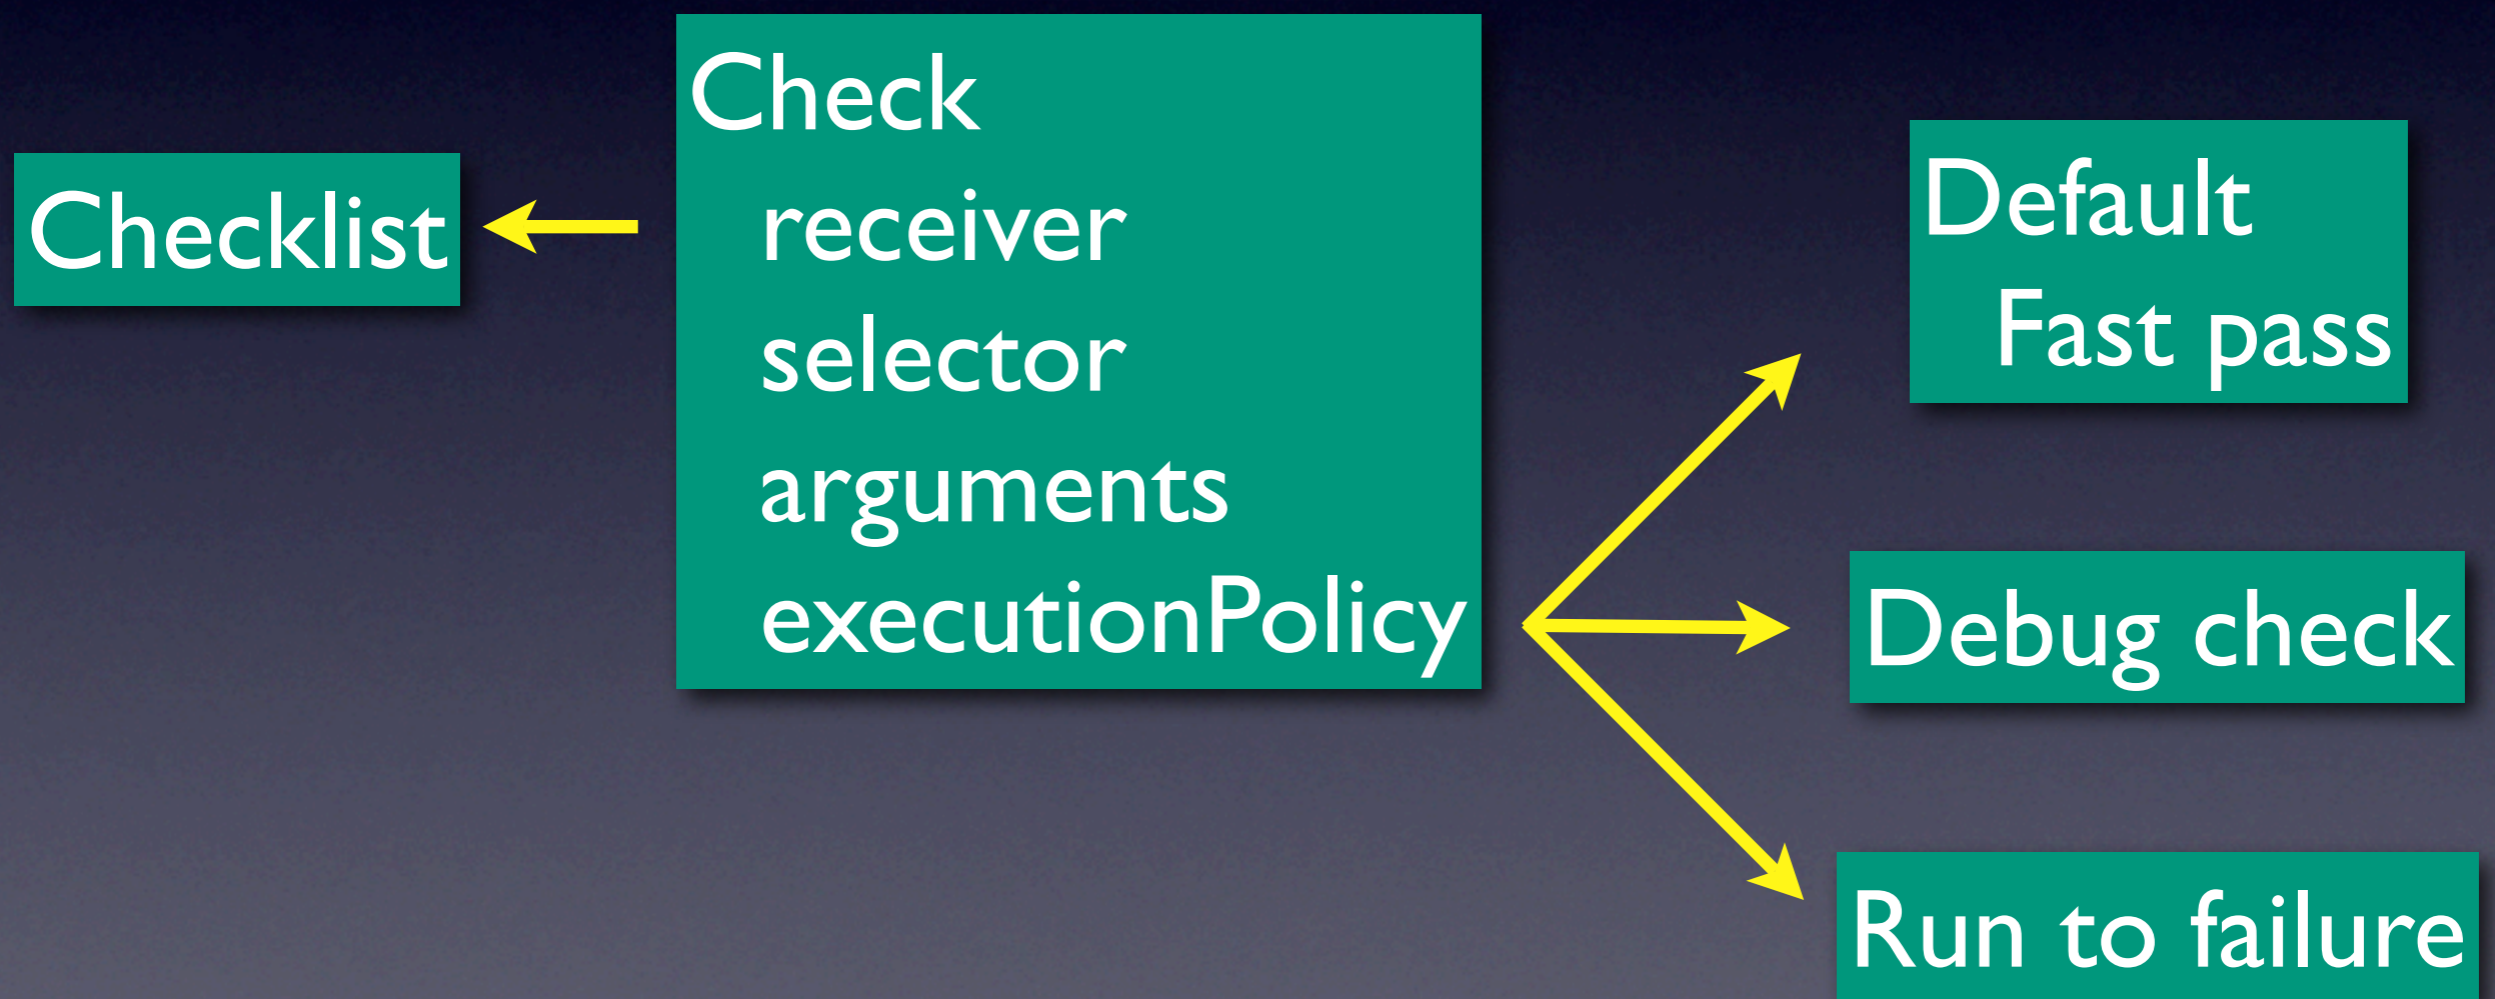 Checklist
Check
receiver
selector
arguments
executionPolicy
Default
Fast pass
Debug check
Run to failure